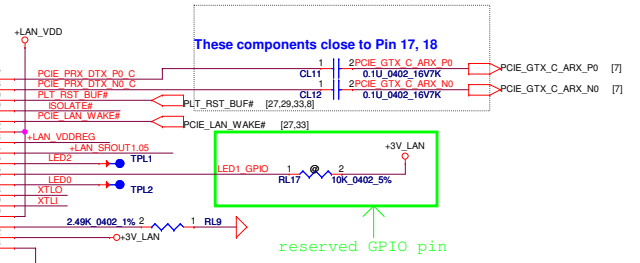 +LAN_VDD
These components close to Pin 17, 18
PCIE_PRX_DTX_P0_C 1 2 PCIE_GTX_C_ARX_P0 PCIE_GTX_C_ARX_P0 [7]
CL11 0.1U_0402_16V7K
PCIE_PRX_DTX_N0_C 1 2 PCIE_GTX_C_ARX_N0 PCIE_GTX_C_ARX_N0 [7]
CL12 0.1U_0402_16V7K
PLT_RST_BUF# PLT_RST_BUF# [27,29,33,8]
ISOLATE#
PCIE_LAN_WAKE# PCIE_LAN_WAKE# [27,33]
+LAN_VDDREG
+LAN_SROUT1.05
LED2 TPL1
+3V_LAN
LED1_GPIO 1 @ 2
RL17 10K_0402_5%
LED0 TPL2
XTLO
XTLI
2.49K_0402_1% 2 1 RL9
+3V_LAN
reserved GPIO pin